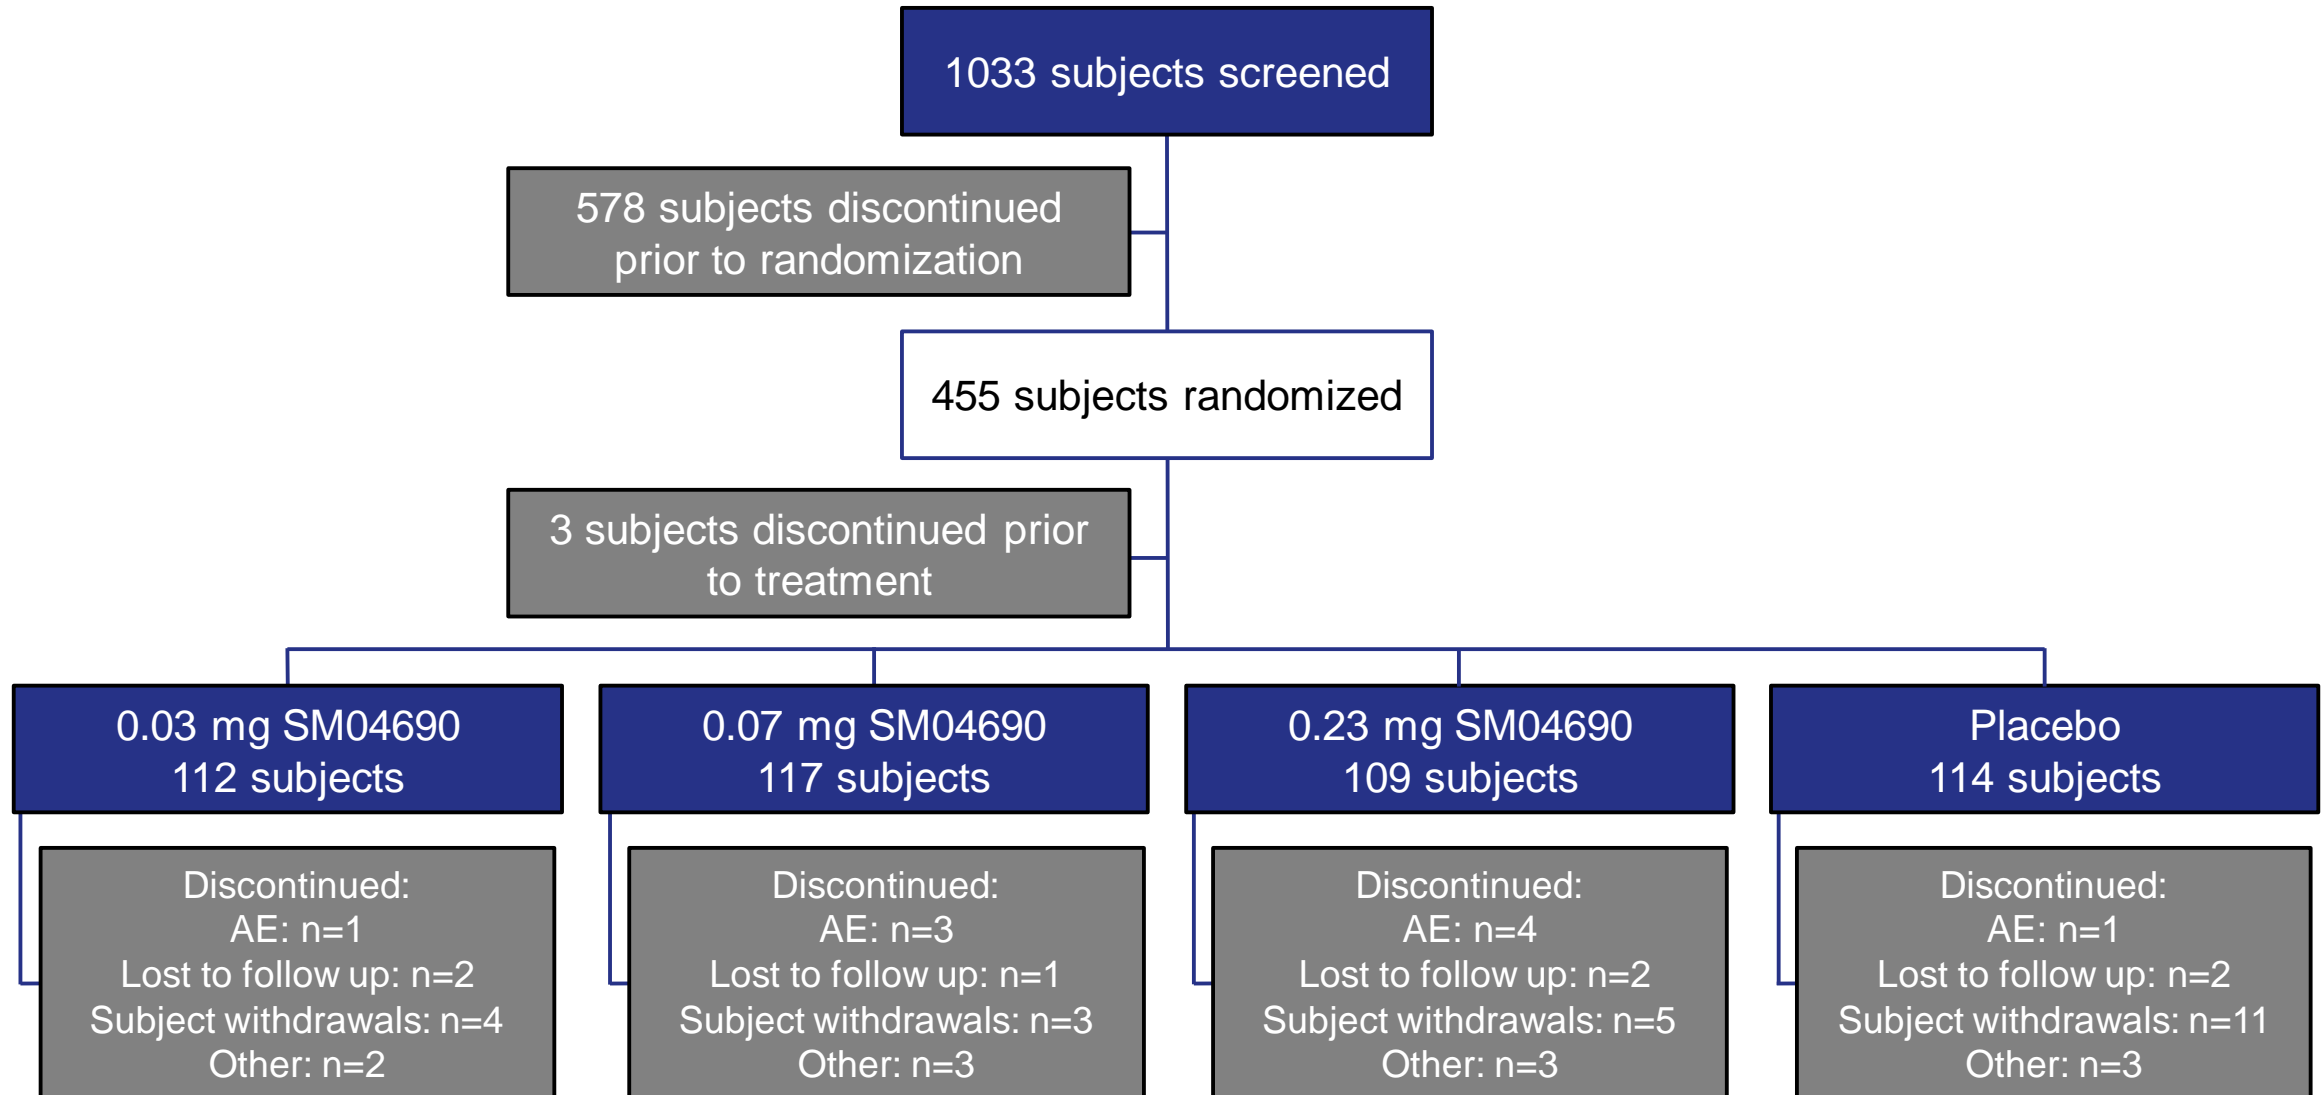 1033 subjects screened
578 subjects discontinued
prior to randomization
455 subjects randomized
3 subjects discontinued prior
to treatment
0.03 mg SM04690
112 subjects
0.07 mg SM04690
117 subjects
0.23 mg SM04690
109 subjects
Placebo
114 subjects
Discontinued:
AE: n=1
Lost to follow up: n=2
Subject withdrawals: n=4
Other: n=2
Discontinued:
AE: n=3
Lost to follow up: n=1
Subject withdrawals: n=3
Other: n=3
Discontinued:
AE: n=4
Lost to follow up: n=2
Subject withdrawals: n=5
Other: n=3
Discontinued:
AE: n=1
Lost to follow up: n=2
Subject withdrawals: n=11
Other: n=3